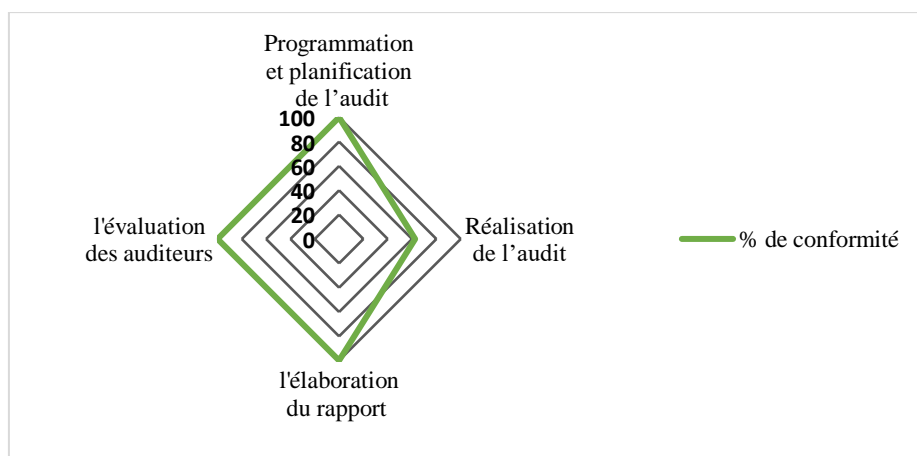 Programmation
et planification
de l’audit
100
80
60
40
20
0
l'évaluation
des auditeurs
Réalisation
de l’audit
% de conformité
l'élaboration
du rapport